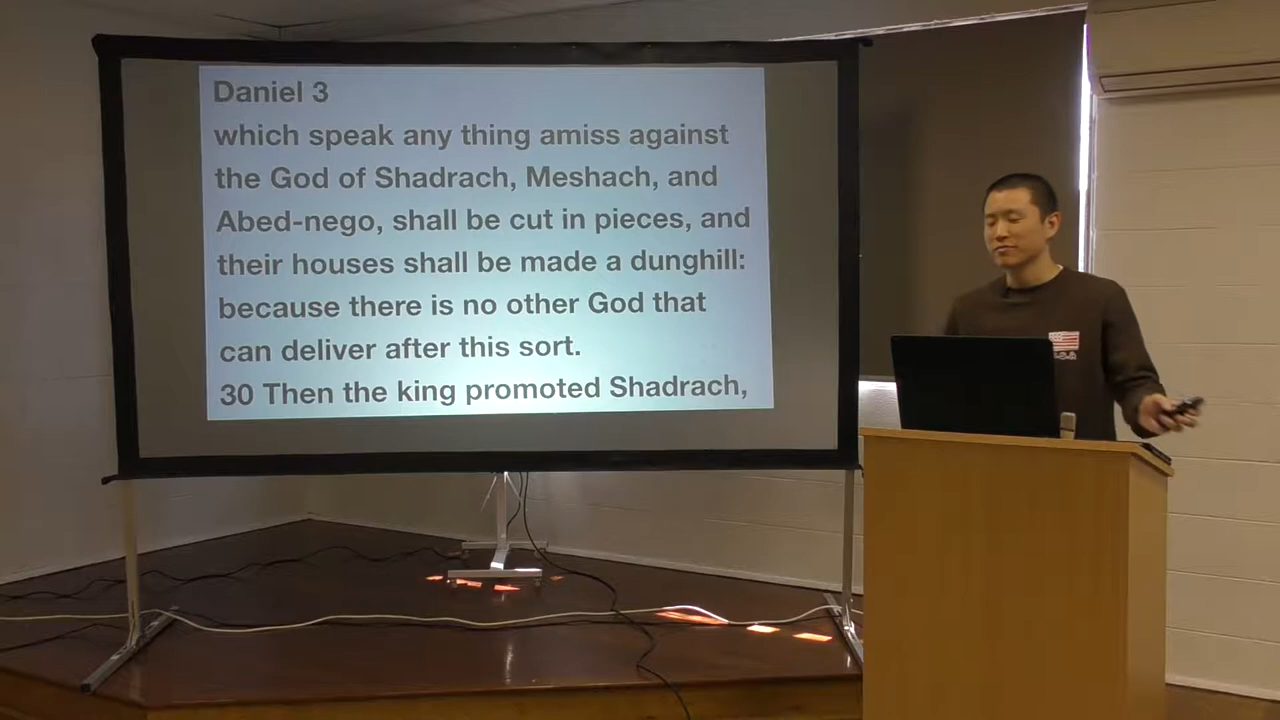 Daniel 3
which speak any thing amiss against
the God of Shadrach, Meshach, and
Abed-nego, shall be cut in pieces, and
their houses shall be made a dunghill:
because there is no other God that
can deliver after this sort.
30 Then the king promoted Shadrach,